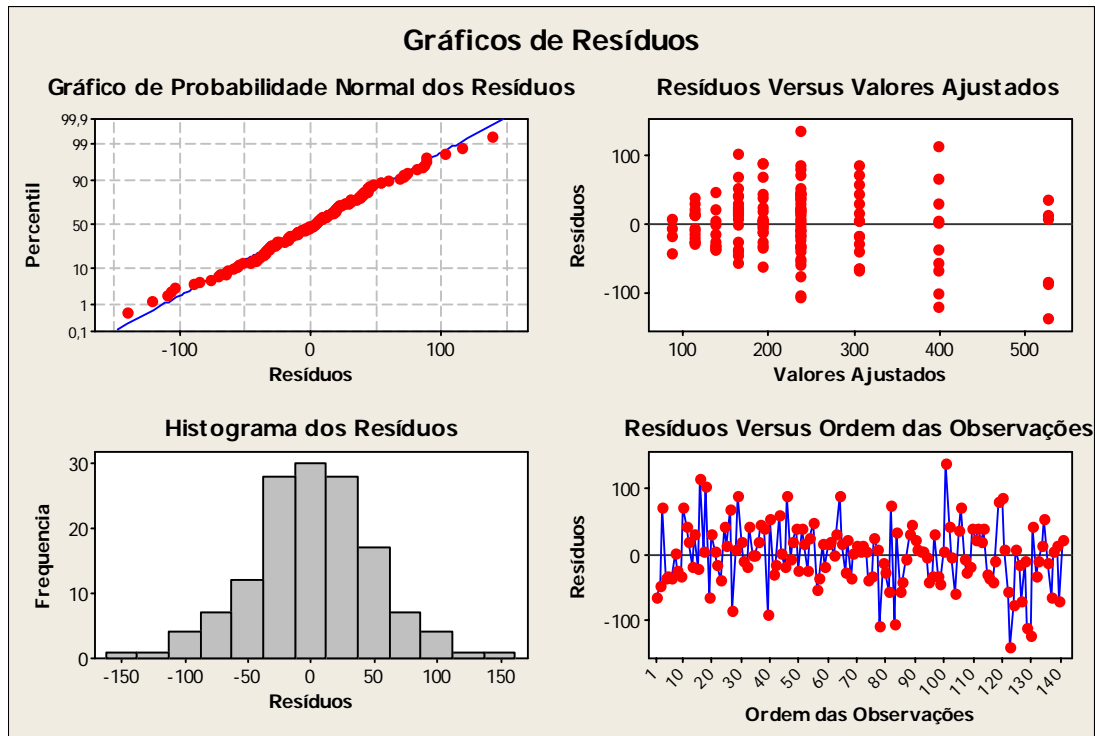 Gráficos de Resíduos
Gráfico de Probabilidade Normal dos Resíduos
99,9
99
90
50
10
1
0,1
Percentil
-100 0 100
Resíduos
Resíduos Versus Valores Ajustados
100
0
-100
Resíduos
100 200 300 400 500
Valores Ajustados
Histograma dos Resíduos
30
20
10
0
Frequencia
-150 -100 -50 0 50 100 150
Resíduos
Resíduos Versus Ordem das Observações
100
0
-100
Resíduos
1 10 20 30 40 50 60 70 80 90 100 110 120 130 140
Ordem das Observações